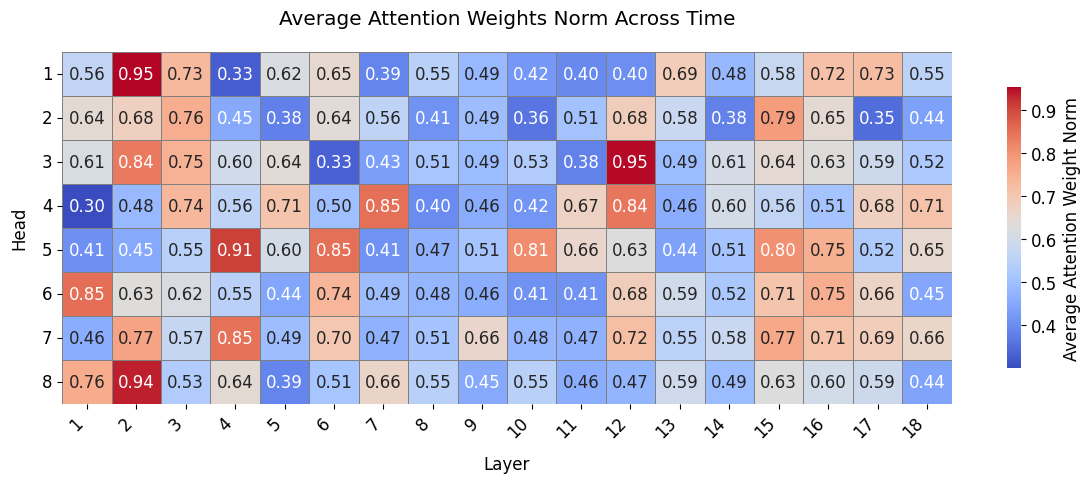 Average Attention Weights Norm Across Time
1 0.56 0.95 0.73 0.33 0.62 0.65 0.39 0.55 0.49 0.42 0.40 0.40 0.69 0.48 0.58 0.72 0.73 0.55
2 0.64 0.68 0.76 0.45 0.38 0.64 0.56 0.41 0.49 0.36 0.51 0.68 0.58 0.38 0.79 0.65 0.35 0.44
3 0.61 0.84 0.75 0.60 0.64 0.33 0.43 0.51 0.49 0.53 0.38 0.95 0.49 0.61 0.64 0.63 0.59 0.52
4 0.30 0.48 0.74 0.56 0.71 0.50 0.85 0.40 0.46 0.42 0.67 0.84 0.46 0.60 0.56 0.51 0.68 0.71
5 0.41 0.45 0.55 0.91 0.60 0.85 0.41 0.47 0.51 0.81 0.66 0.63 0.44 0.51 0.80 0.75 0.52 0.65
6 0.85 0.63 0.62 0.55 0.44 0.74 0.49 0.48 0.46 0.41 0.41 0.68 0.59 0.52 0.71 0.75 0.66 0.45
7 0.46 0.77 0.57 0.85 0.49 0.70 0.47 0.51 0.66 0.48 0.47 0.72 0.55 0.58 0.77 0.71 0.69 0.66
8 0.76 0.94 0.53 0.64 0.39 0.51 0.66 0.55 0.45 0.55 0.46 0.47 0.59 0.49 0.63 0.60 0.59 0.44
Head
1 2 3 4 5 6 7 8 9 10 11 12 13 14 15 16 17 18
Layer
0.9
0.8
0.7
0.6
0.5
0.4
Average Attention Weight Norm